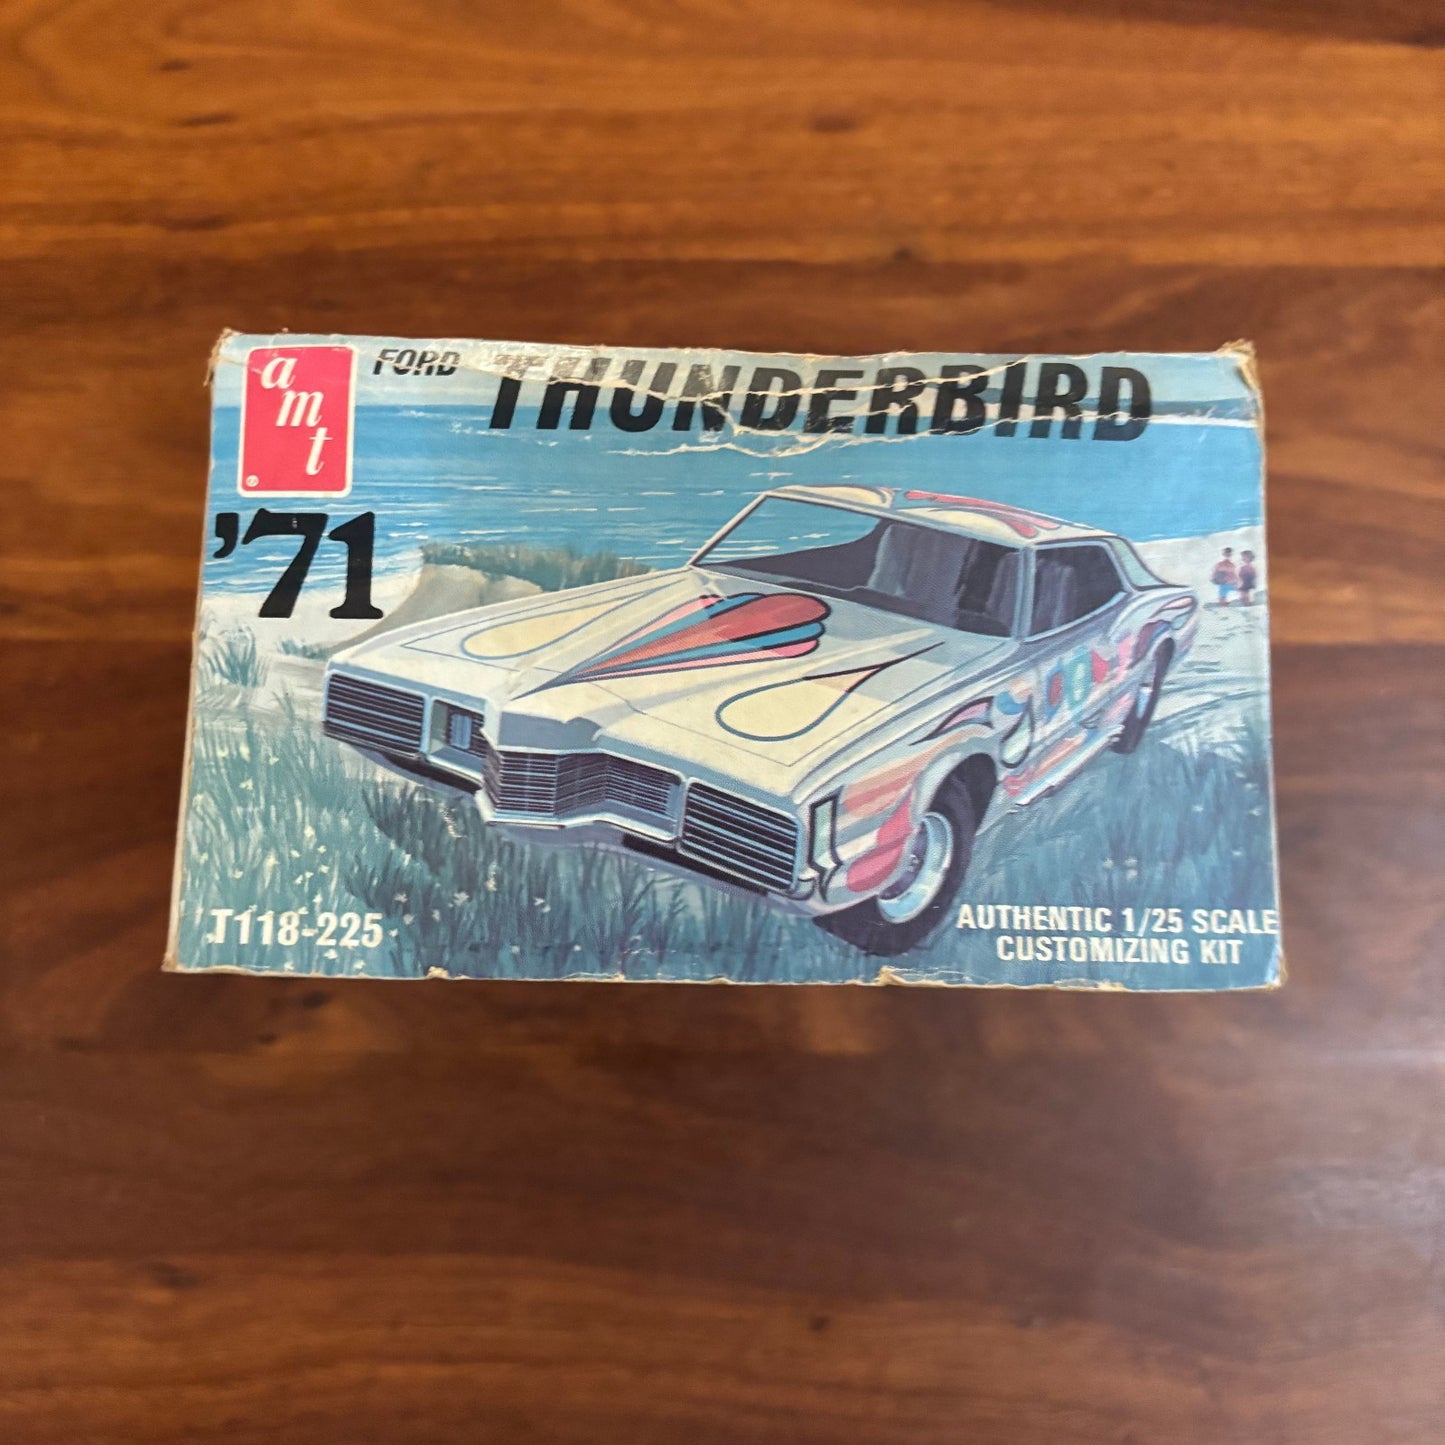 amt
FORD THUNDERBIRD
'71
T118-225
AUTHENTIC 1/25 SCALE
CUSTOMIZING KIT